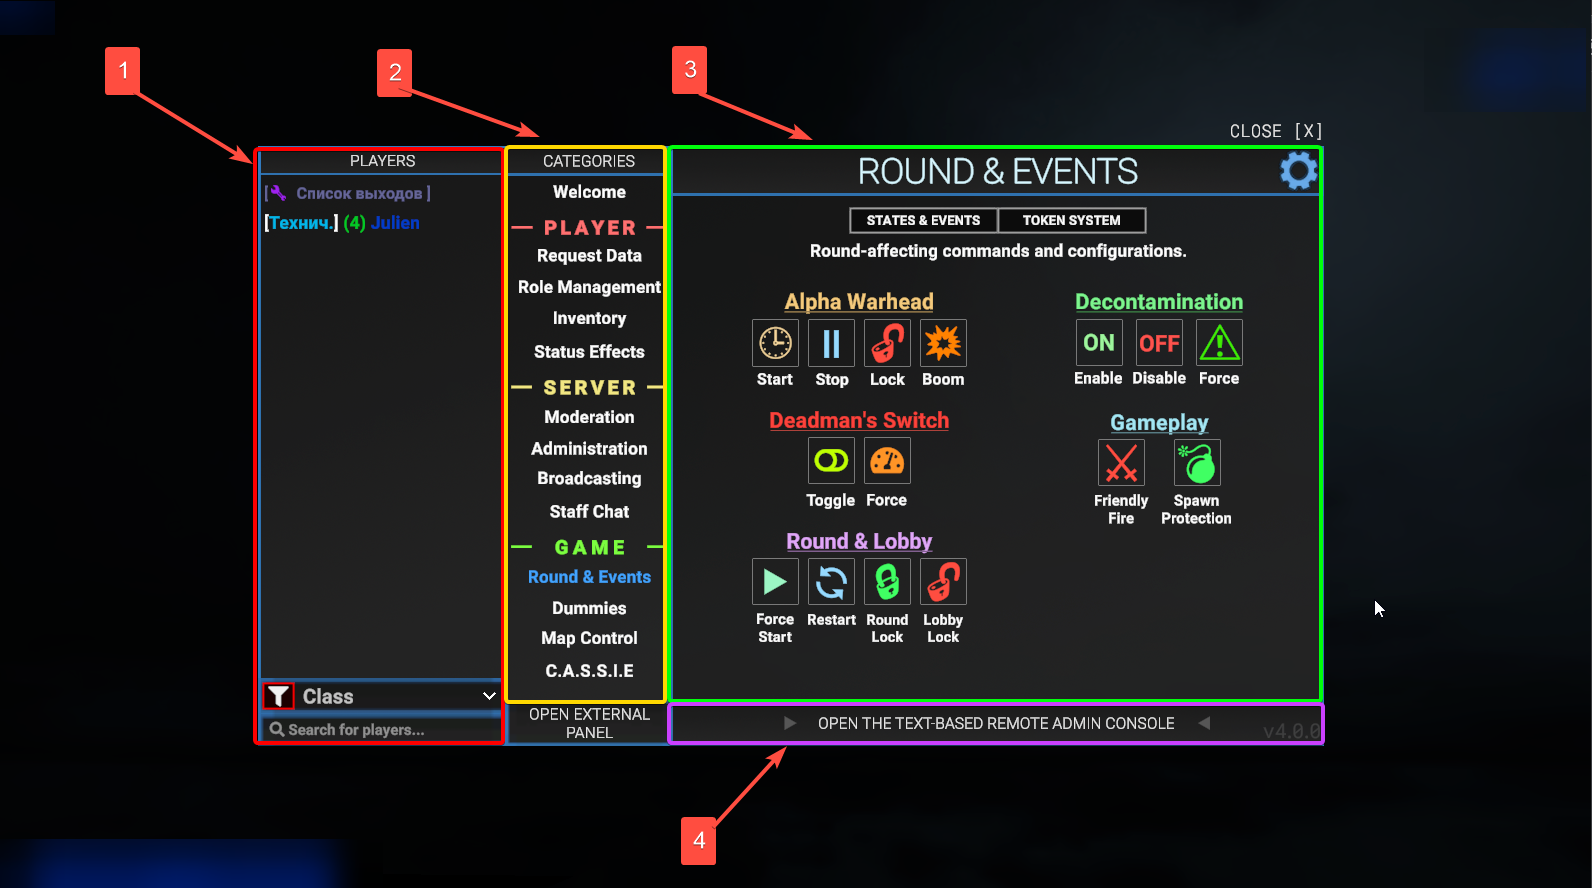 1
2
3
CLOSE [X]
PLAYERS
[ Список выходов ]
[Технич.] (4) Julien
Class
Search for players...
CATEGORIES
Welcome
PLAYER
Request Data
Role Management
Inventory
Status Effects
SERVER
Moderation
Administration
Broadcasting
Staff Chat
GAME
Round & Events
Dummies
Map Control
C.A.S.S.I.E
OPEN EXTERNAL
PANEL
ROUND & EVENTS
STATES & EVENTS
TOKEN SYSTEM
Round-affecting commands and configurations.
Alpha Warhead
Start
Stop
Lock
Boom
Decontamination
ON
OFF
Enable
Disable
Force
Deadman's Switch
Toggle
Force
Gameplay
Friendly
Fire
Spawn
Protection
Round & Lobby
Force
Start
Restart
Round
Lock
Lobby
Lock
OPEN THE TEXT-BASED REMOTE ADMIN CONSOLE
v4.0.0
4